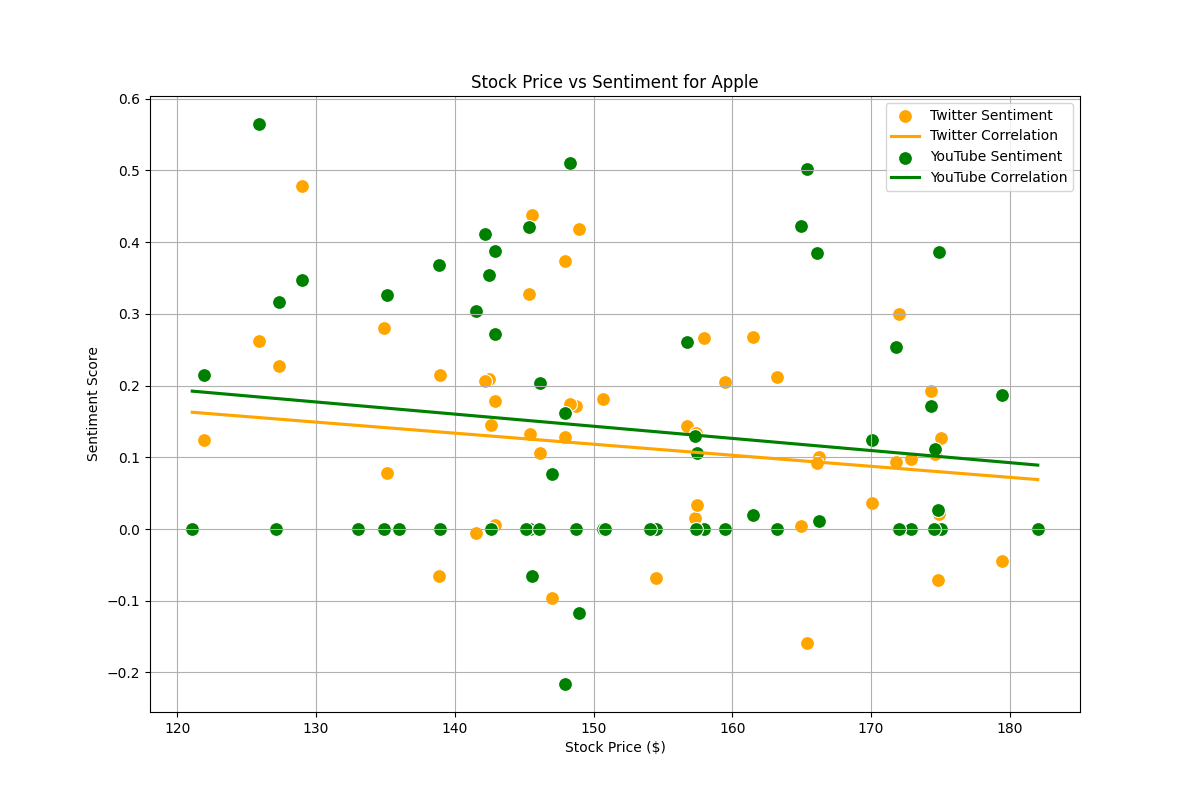 Stock Price vs Sentiment for Apple
Twitter Sentiment
Twitter Correlation
YouTube Sentiment
YouTube Correlation
Sentiment Score
0.6
0.5
0.4
0.3
0.2
0.1
0.0
−0.1
−0.2
120 130 140 150 160 170 180
Stock Price ($)